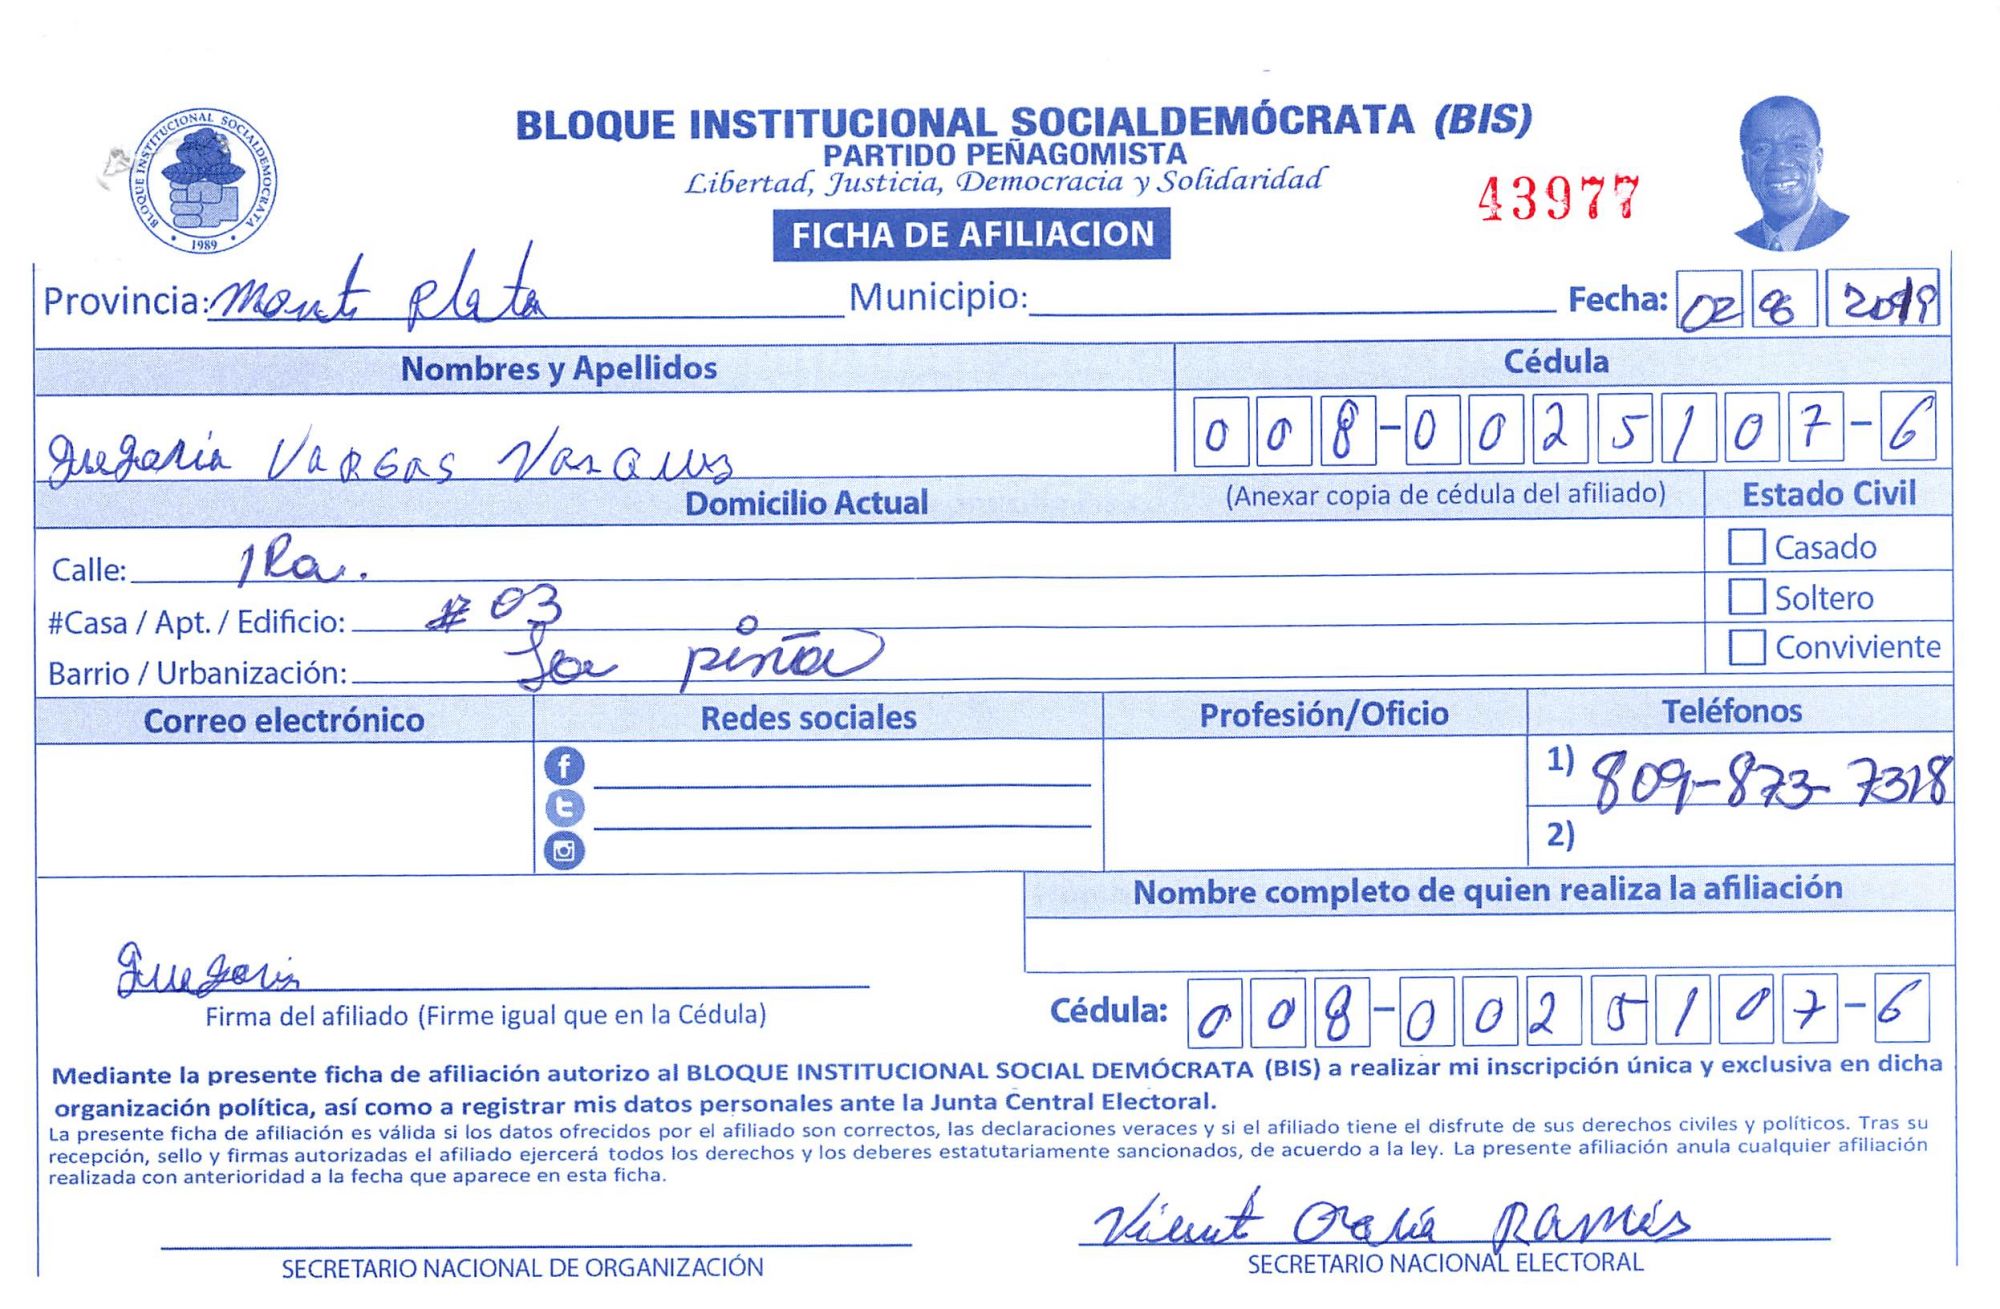 BLOQUE INSTITUCIONAL SOCIALDEMOCRATA
1989
BLOQUE INSTITUCIONAL SOCIALDEMÓCRATA (BIS)
PARTIDO PEÑAGOMISTA
Libertad, Justicia, Democracia y Solidaridad
43977
FICHA DE AFILIACION
Provincia: Monte Plata Municipio: Fecha: 02 8 2019
Nombres y Apellidos Cédula
Gregoria VARGAS 008-0025107-6
Domicilio Actual (Anexar copia de cédula del afiliado) Estado Civil
Calle: 1Ra. Casado
#Casa / Apt. / Edificio: # 03 Soltero
Barrio / Urbanización: La piña Conviviente
Correo electrónico Redes sociales Profesión/Oficio Teléfonos
1) 809-873-7318
2)
Nombre completo de quien realiza la afiliación
Gregoria
Firma del afiliado (Firme igual que en la Cédula) Cédula: 008-0025107-6
Mediante la presente ficha de afiliación autorizo al BLOQUE INSTITUCIONAL SOCIAL DEMÓCRATA (BIS) a realizar mi inscripción única y exclusiva en dicha
organización política, así como a registrar mis datos personales ante la Junta Central Electoral.
La presente ficha de afiliación es válida si los datos ofrecidos por el afiliado son correctos, las declaraciones veraces y si el afiliado tiene el disfrute de sus derechos civiles y políticos. Tras su
recepción, sello y firmas autorizadas el afiliado ejercerá todos los derechos y los deberes estatutariamente sancionados, de acuerdo a la ley. La presente afiliación anula cualquier afiliación
realizada con anterioridad a la fecha que aparece en esta ficha.
SECRETARIO NACIONAL DE ORGANIZACIÓN SECRETARIO NACIONAL ELECTORAL